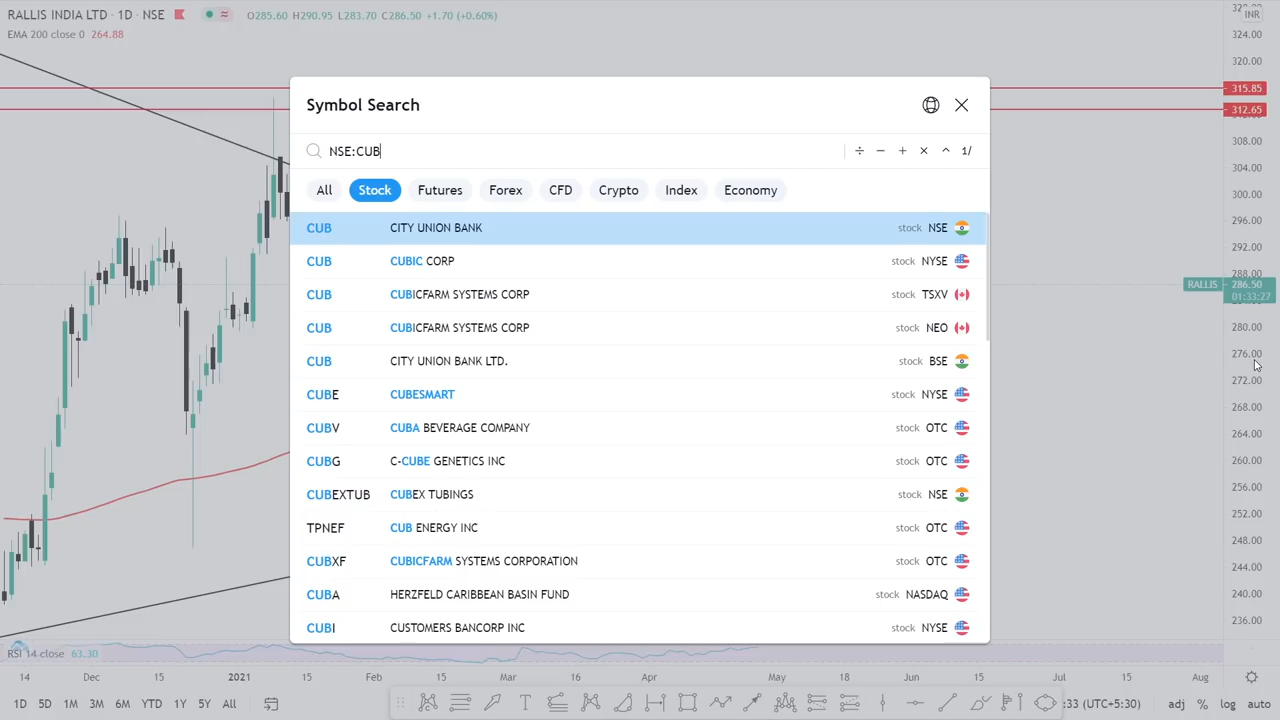 RALLIS INDIA LTD · 1D · NSE O285.60 H290.95 L283.70 C286.50 +1.70 (+0.60%)
EMA 200 close 0 264.88
INR
324.00
320.00
315.85
312.65
308.00
304.00
300.00
296.00
292.00
288.00
RALLIS 286.50
01:33:27
280.00
276.00
272.00
268.00
264.00
260.00
256.00
252.00
248.00
244.00
240.00
236.00
Symbol Search
NSE:CUB ÷ − + × ^ 1/
All Stock Futures Forex CFD Crypto Index Economy
CUB CITY UNION BANK stock NSE
CUB CUBIC CORP stock NYSE
CUB CUBICFARM SYSTEMS CORP stock TSXV
CUB CUBICFARM SYSTEMS CORP stock NEO
CUB CITY UNION BANK LTD. stock BSE
CUBE CUBESMART stock NYSE
CUBV CUBA BEVERAGE COMPANY stock OTC
CUBG C-CUBE GENETICS INC stock OTC
CUBEXTUB CUBEX TUBINGS stock NSE
TPNEF CUB ENERGY INC stock OTC
CUBXF CUBICFARM SYSTEMS CORPORATION stock OTC
CUBA HERZFELD CARIBBEAN BASIN FUND stock NASDAQ
CUBI CUSTOMERS BANCORP INC stock NYSE
RSI 14 close 63.30
14 Dec 15 2021 15 Feb 15 Mar 15 Apr 15 May 18 Jun 15 Jul 15 Aug
1D 5D 1M 3M 6M YTD 1Y 5Y All :33 (UTC+5:30) adj % log auto